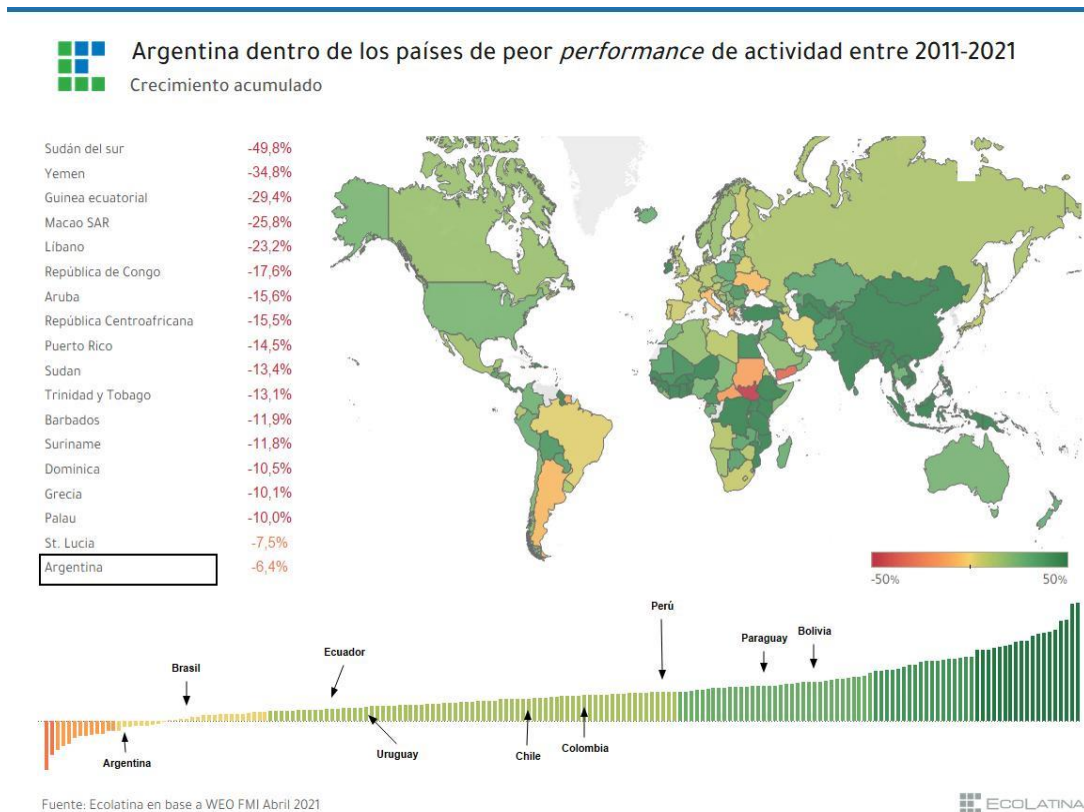 Argentina dentro de los países de peor performance de actividad entre 2011-2021
Crecimiento acumulado
Sudán del sur -49,8%
Yemen -34,8%
Guinea ecuatorial -29,4%
Macao SAR -25,8%
Líbano -23,2%
República de Congo -17,6%
Aruba -15,6%
República Centroafricana -15,5%
Puerto Rico -14,5%
Sudan -13,4%
Trinidad y Tobago -13,1%
Barbados -11,9%
Suriname -11,8%
Dominica -10,5%
Grecia -10,1%
Palau -10,0%
St. Lucia -7,5%
Argentina -6,4%
-50% 50%
Perú
Paraguay
Bolivia
Ecuador
Brasil
Argentina
Uruguay
Chile
Colombia
Fuente: Ecolatina en base a WEO FMI Abril 2021
ECOLATINA